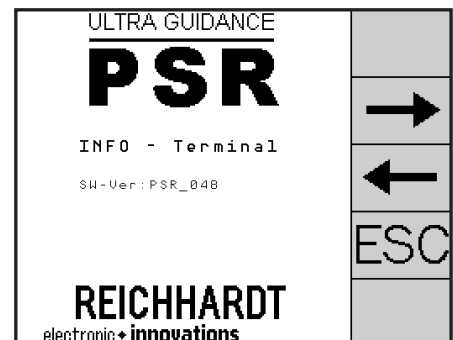 ULTRA GUIDANCE
PSR
INFO - Terminal
SW-Ver:PSR_048
ESC
REICHHARDT
electronic innovations